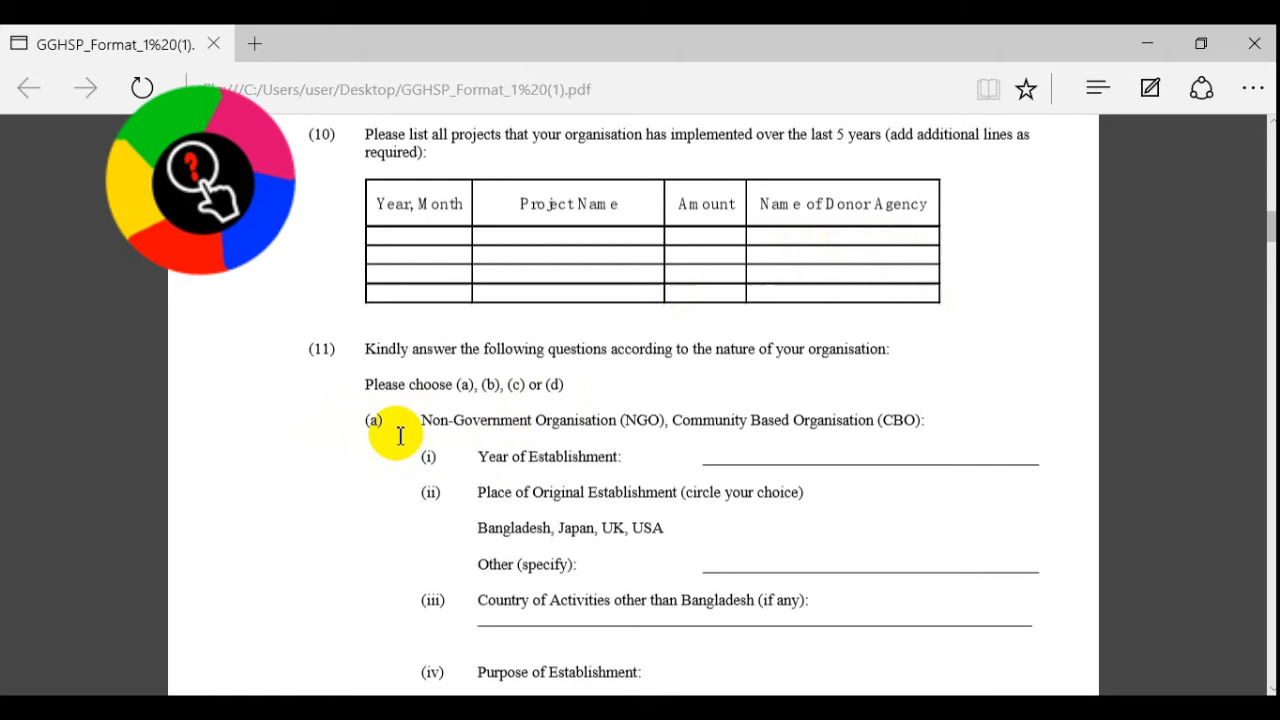 GGHSP_Format_1%20(1).
/C:/Users/user/Desktop/GGHSP_Format_1%20(1).pdf
?
(10) Please list all projects that your organisation has implemented over the last 5 years (add additional lines as
required):
Year, Month Project Name Amount Name of Donor Agency
(11) Kindly answer the following questions according to the nature of your organisation:
Please choose (a), (b), (c) or (d)
(a) Non-Government Organisation (NGO), Community Based Organisation (CBO):
(i) Year of Establishment:
(ii) Place of Original Establishment (circle your choice)
Bangladesh, Japan, UK, USA
Other (specify):
(iii) Country of Activities other than Bangladesh (if any):
(iv) Purpose of Establishment: